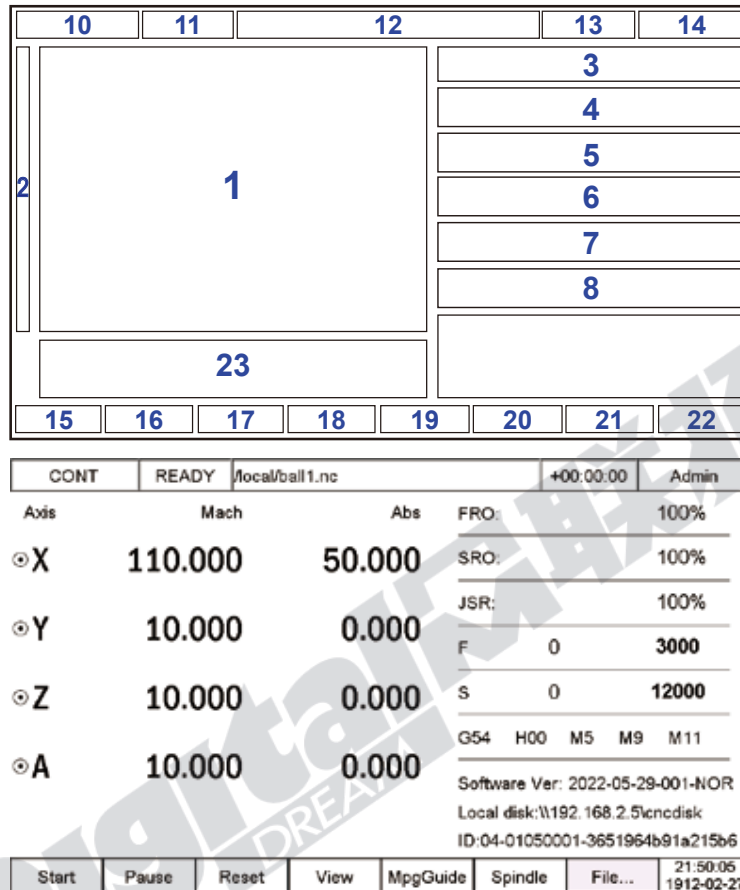 10 11 12 13 14
3
4
5
2 1 6
7
8
23
15 16 17 18 19 20 21 22
CONT READY /local/ball1.nc +00:00:00 Admin
Axis Mach Abs FRO: 100%
X 110.000 50.000 SRO: 100%
JSR: 100%
Y 10.000 0.000 F 0 3000
Z 10.000 0.000 S 0 12000
G54 H00 M5 M9 M11
A 10.000 0.000
Software Ver: 2022-05-29-001-NOR
Local disk:\\192.168.2.5\cncdisk
ID:04-01050001-3651964b91a215b6
Start Pause Reset View MpgGuide Spindle File... 21:50:05
DREAM